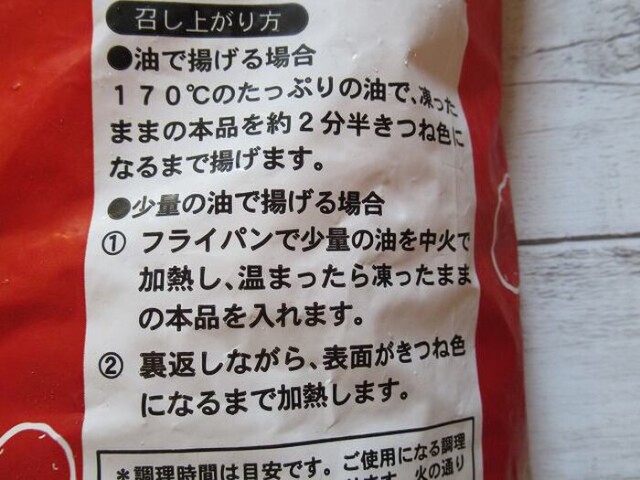 召し上がり方
●油で揚げる場合
170℃のたっぷりの油で、凍った
ままの本品を約2分半きつね色に
なるまで揚げます。
●少量の油で揚げる場合
① フライパンで少量の油を中火で
加熱し、温まったら凍ったまま
の本品を入れます。
② 裏返しながら、表面がきつね色
になるまで加熱します。
*調理時間は目安です。ご使用になる調理
ります。火の通り